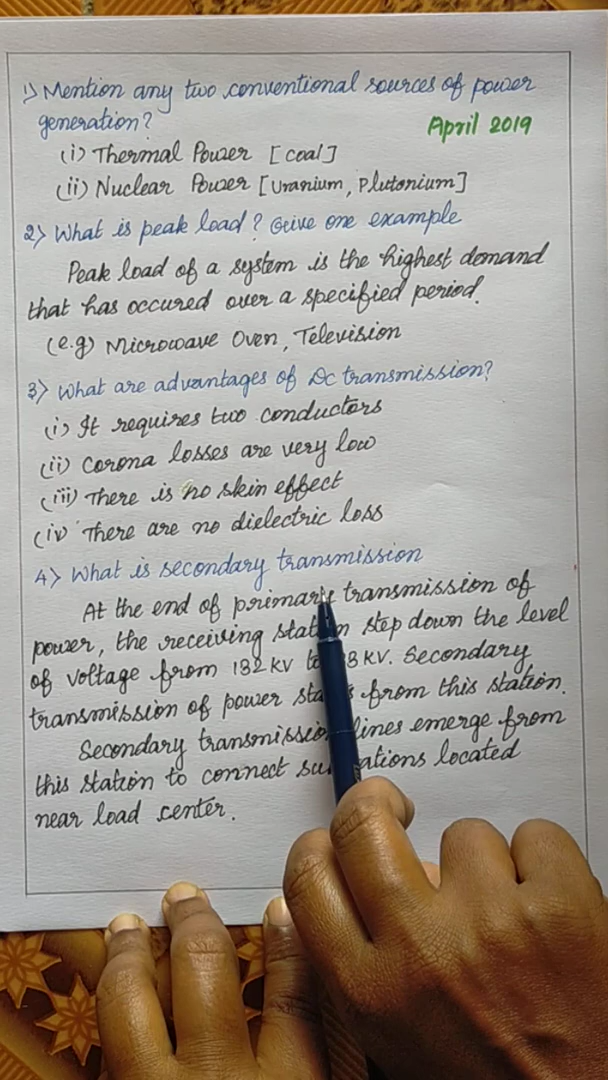 1) Mention any two conventional sources of power
generation?
April 2019
(i) Thermal Power [coal]
(ii) Nuclear Power [Uranium, Plutonium]
2) What is peak load? Give one example
Peak load of a system is the highest demand
that has occured over a specified period.
(e.g) Microwave Oven, Television
3) What are advantages of Dc transmission?
(i) It requires two conductors
(ii) Corona losses are very low
(iii) There is no skin effect
(iv) There are no dielectric loss
4) What is secondary transmission
At the end of primary transmission of
power, the receiving station step down the level
of voltage from 132 KV KV. Secondary
transmission of power from this station.
Secondary transmission lines emerge from
this station to connect located
near load center.